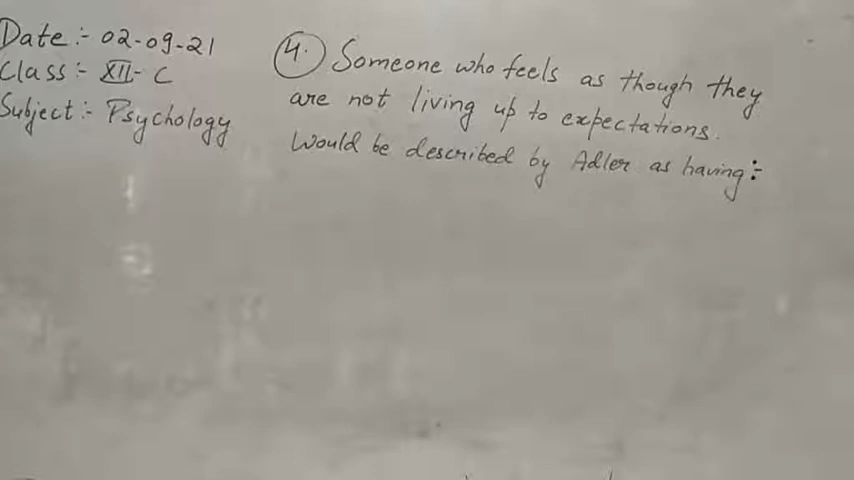 Date :- 02-09-21
Class :- XII- C
Subject :- Psychology
4. Someone who feels as though they
are not living up to expectations.
Would be described by Adler as having :-